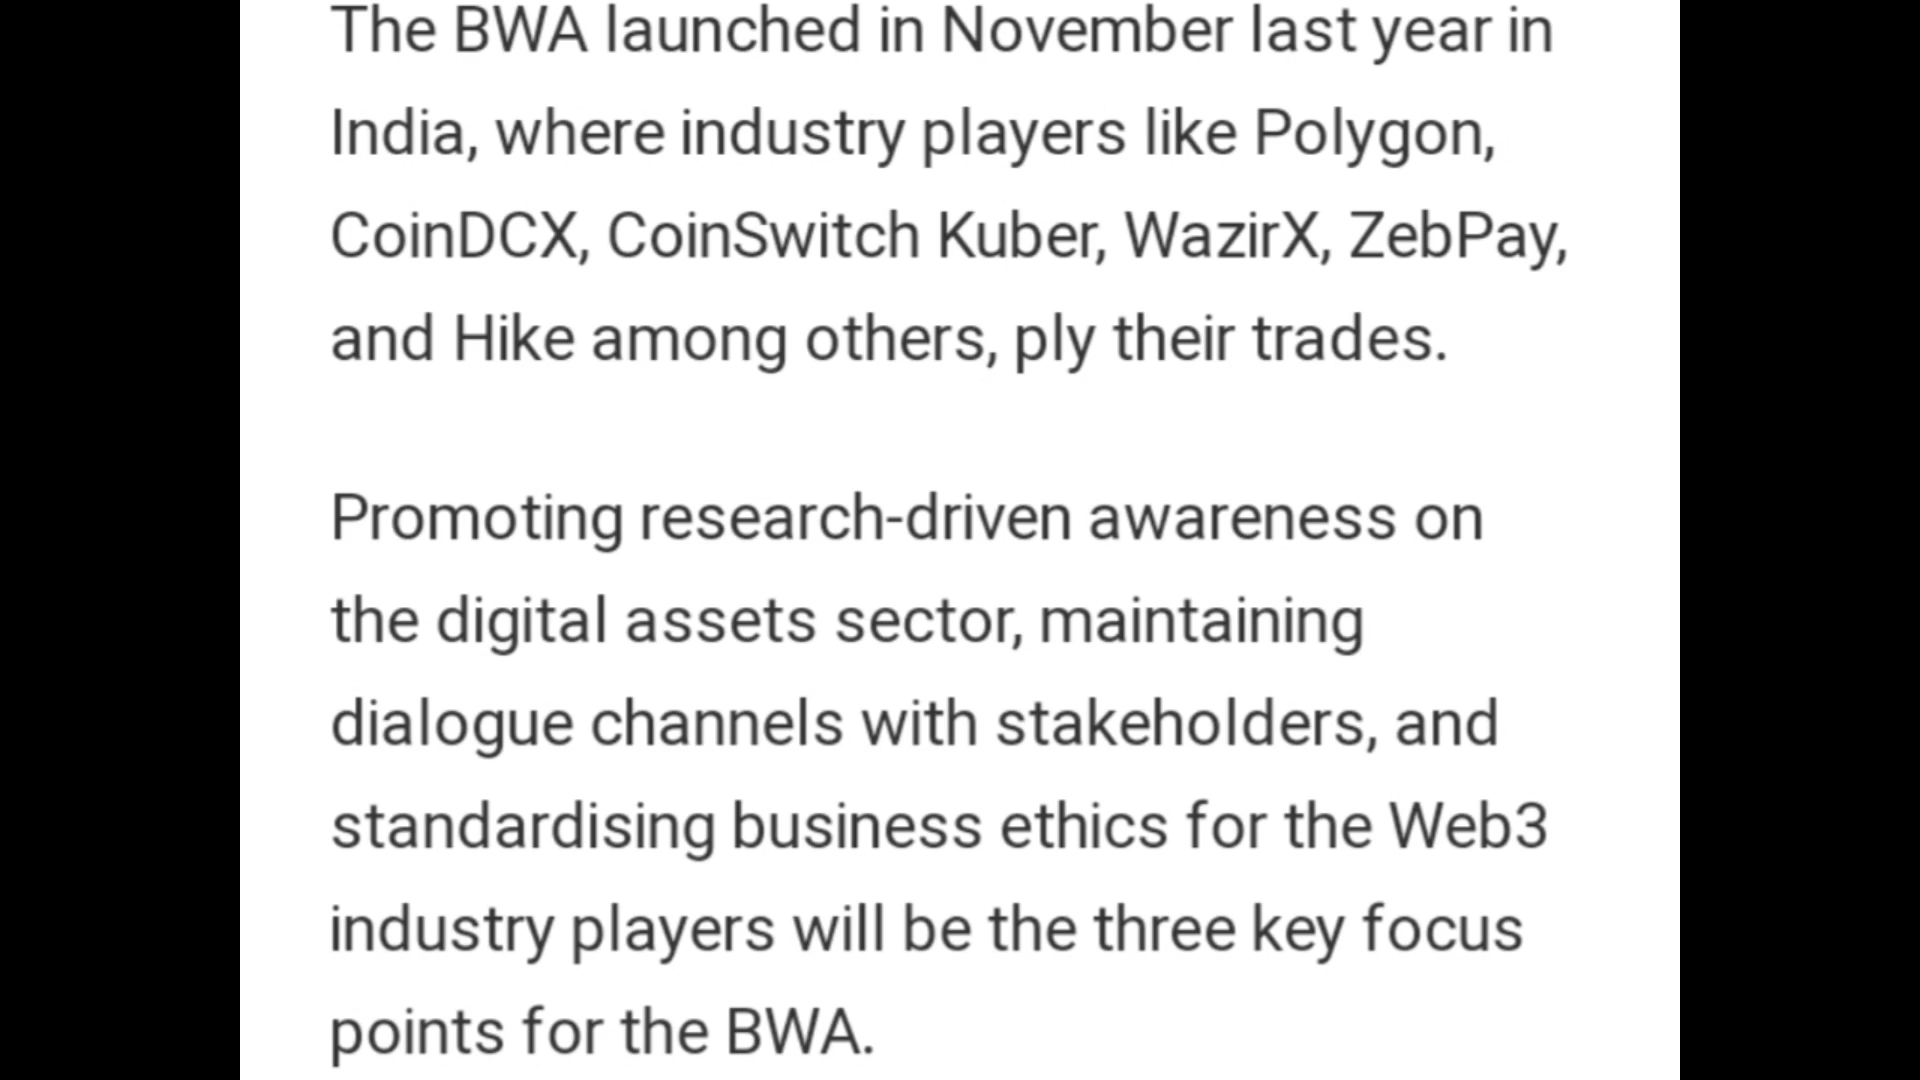 The BWA launched in November last year in
India, where industry players like Polygon,
CoinDCX, CoinSwitch Kuber, WazirX, ZebPay,
and Hike among others, ply their trades.
Promoting research-driven awareness on
the digital assets sector, maintaining
dialogue channels with stakeholders, and
standardising business ethics for the Web3
industry players will be the three key focus
points for the BWA.